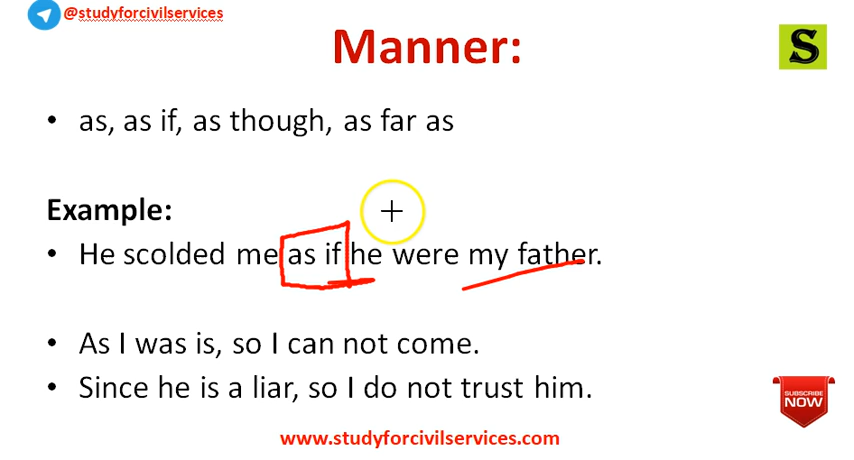 @studyforcivilservices
Manner:
S
• as, as if, as though, as far as
Example:
• He scolded me as if he were my father.
• As I was is, so I can not come.
• Since he is a liar, so I do not trust him.
SUBSCRIBE
NOW
www.studyforcivilservices.com